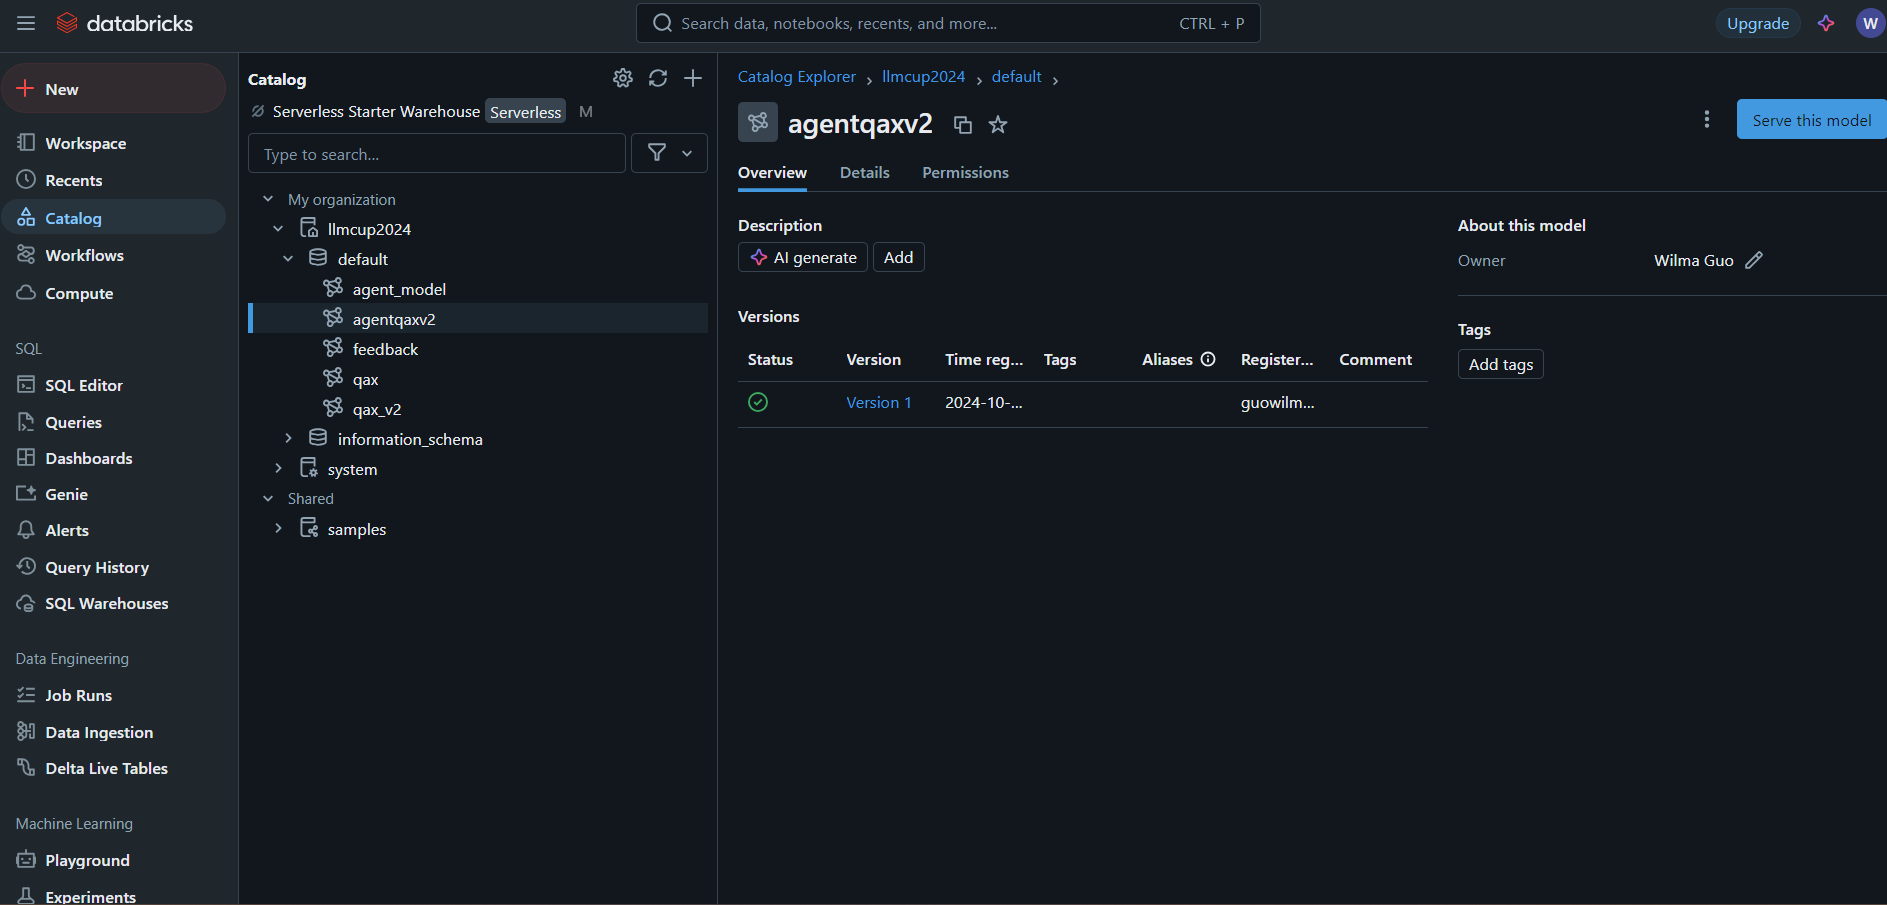 databricks
Search data, notebooks, recents, and more...
CTRL + P
Upgrade
W
New
Workspace
Recents
Catalog
Workflows
Compute
SQL
SQL Editor
Queries
Dashboards
Genie
Alerts
Query History
SQL Warehouses
Data Engineering
Job Runs
Data Ingestion
Delta Live Tables
Machine Learning
Playground
Experiments
Catalog
Serverless Starter Warehouse Serverless M
Type to search...
My organization
llmcup2024
default
agent_model
agentqaxv2
feedback
qax
qax_v2
information_schema
system
Shared
samples
Catalog Explorer › llmcup2024 › default ›
agentqaxv2
Serve this model
Overview Details Permissions
Description
AI generate Add
Versions
Status Version Time reg... Tags Aliases Register... Comment
Version 1 2024-10-... guowilm...
About this model
Owner Wilma Guo
Tags
Add tags